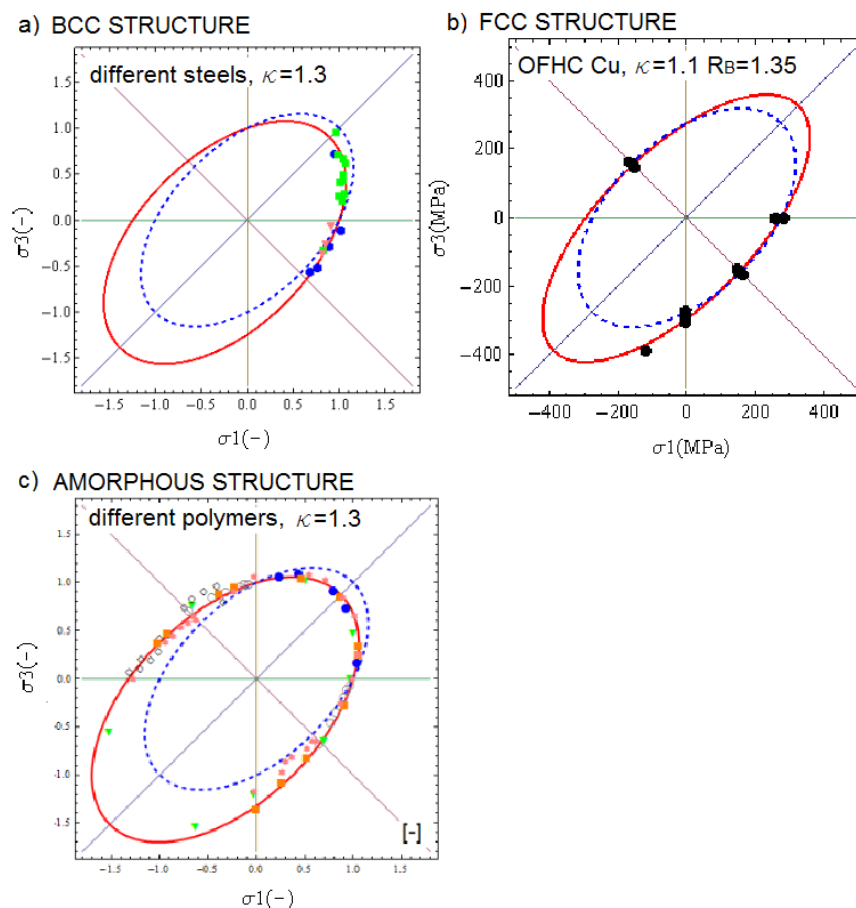 a) BCC STRUCTURE
different steels, κ=1.3
1.5
1.0
0.5
0.0
−0.5
−1.0
−1.5
σ3(−)
−1.5 −1.0 −0.5 0.0 0.5 1.0 1.5
σ1(−)
b) FCC STRUCTURE
OFHC Cu, κ=1.1 RB=1.35
400
200
0
−200
−400
σ3(MPa)
−400 −200 0 200 400
σ1(MPa)
c) AMORPHOUS STRUCTURE
different polymers, κ=1.3
1.5
1.0
0.5
0.0
0.5
1.0
1.5
σ3(−)
[-]
−1.5 −1.0 −0.5 0.0 0.5 1.0 1.5
σ1(−)